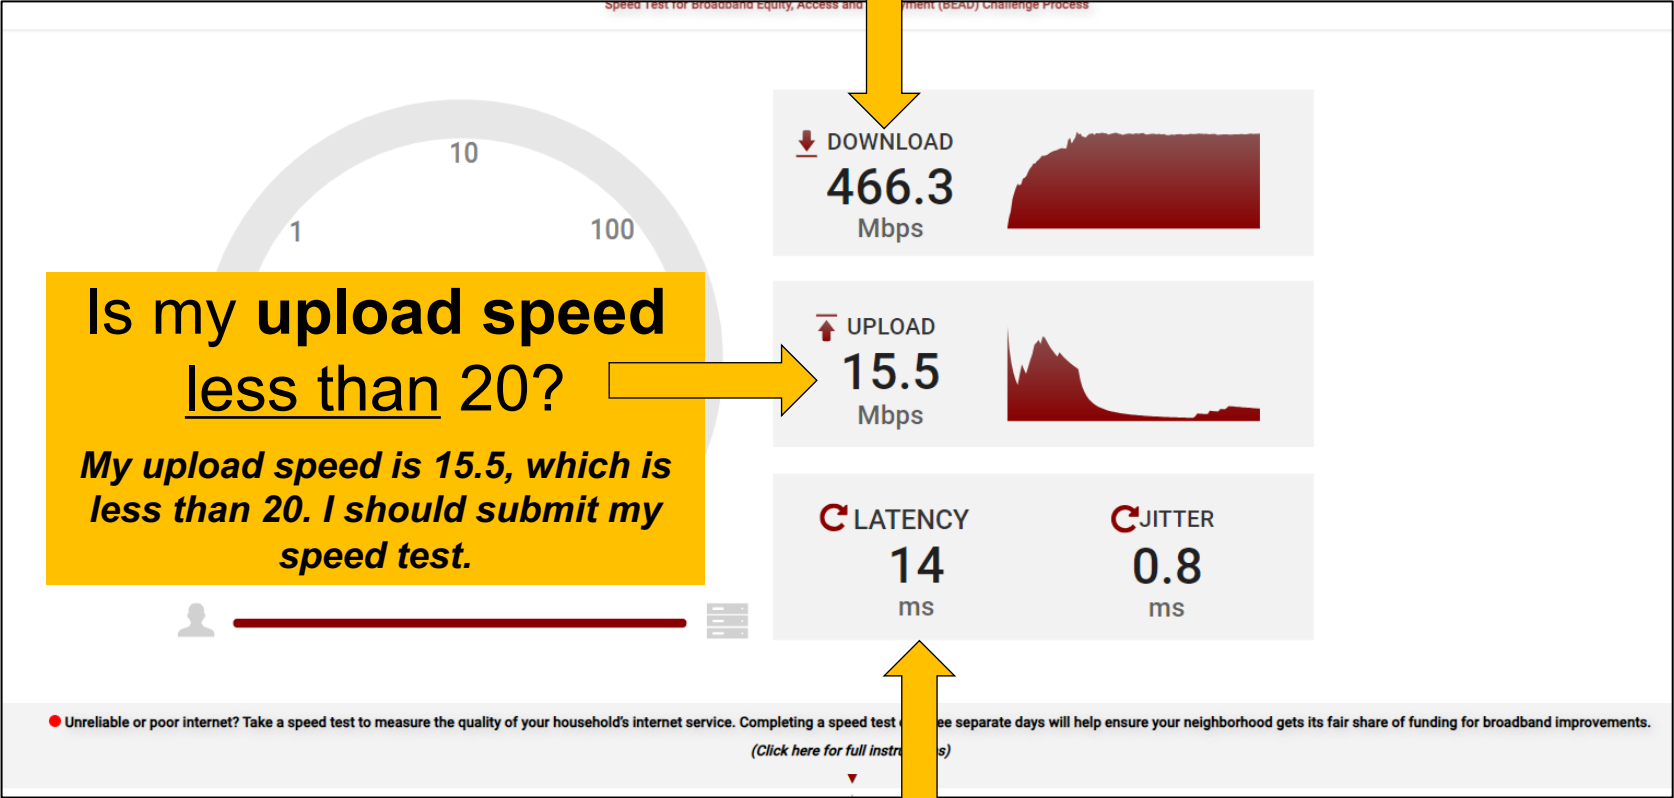 Speed Test for Broadband Equity, Access and yment (BEAD) Challenge Process
10
1
100
DOWNLOAD
466.3
Mbps
Is my upload speed
less than 20?
My upload speed is 15.5, which is
less than 20. I should submit my
speed test.
UPLOAD
15.5
Mbps
LATENCY
14
ms
JITTER
0.8
ms
Unreliable or poor internet? Take a speed test to measure the quality of your household's internet service. Completing a speed test ee separate days will help ensure your neighborhood gets its fair share of funding for broadband improvements.
(Click here for full instr s)